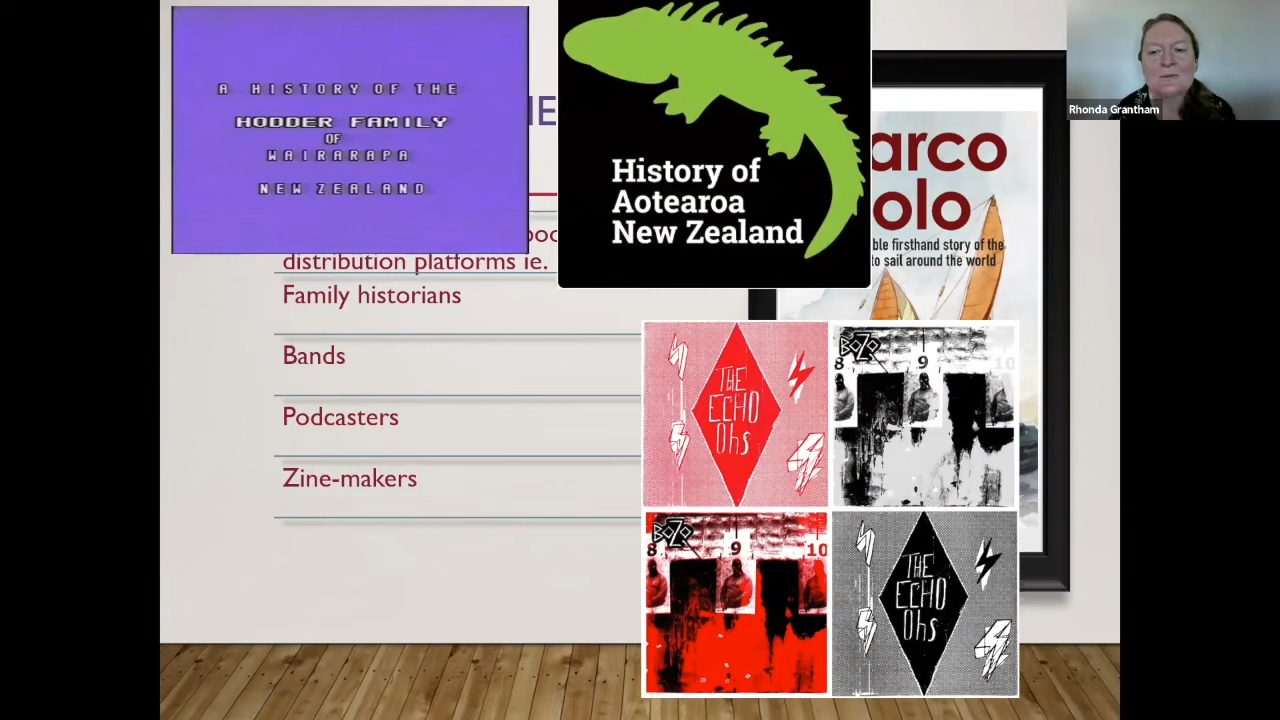 A HISTORY OF THE
HODDER FAMILY
OF
WAIRARAPA
NEW ZEALAND
History of
Aotearoa
New Zealand
Rhonda Grantham
arco
olo
ble firsthand story of the
to sail around the world
distribution platforms ie.
Family historians
Bands
Podcasters
Zine-makers
THE
ECHO
Ohs
BOZO
8 9 10
BOZO
8 9 10
THE
ECHO
Ohs